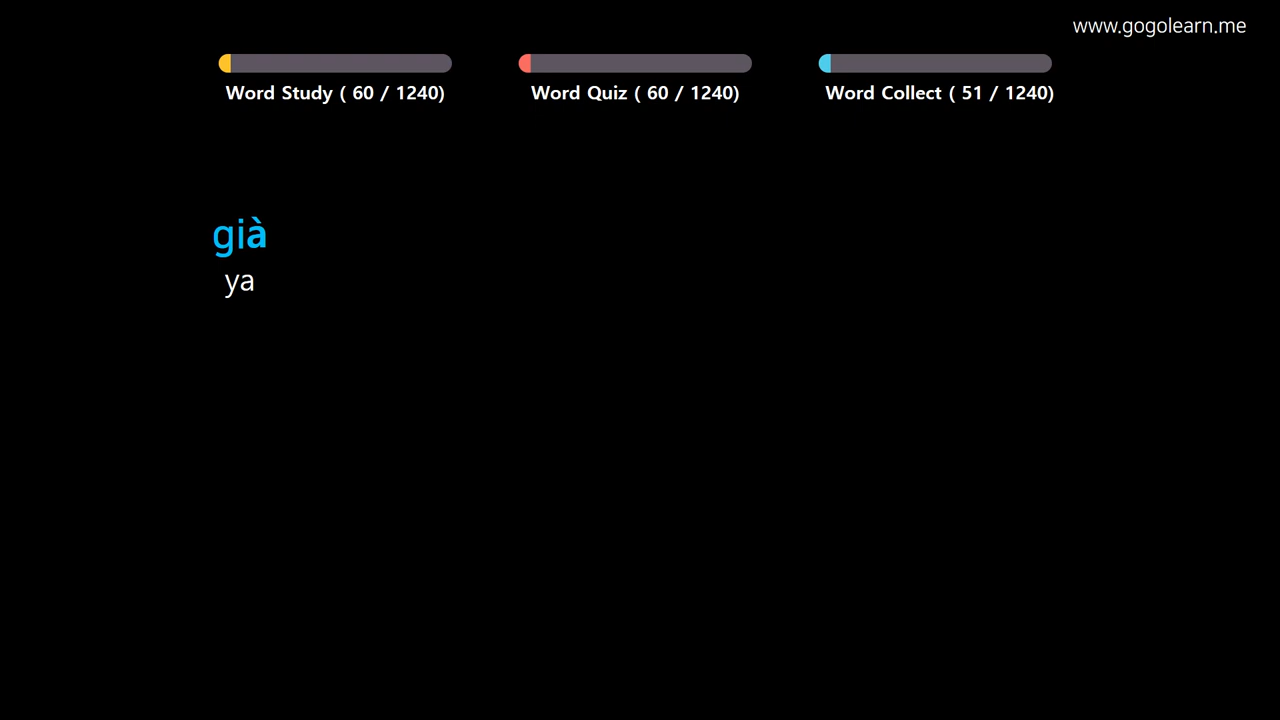 www.gogolearn.me
Word Study ( 60 / 1240)
Word Quiz ( 60 / 1240)
Word Collect ( 51 / 1240)
già
ya